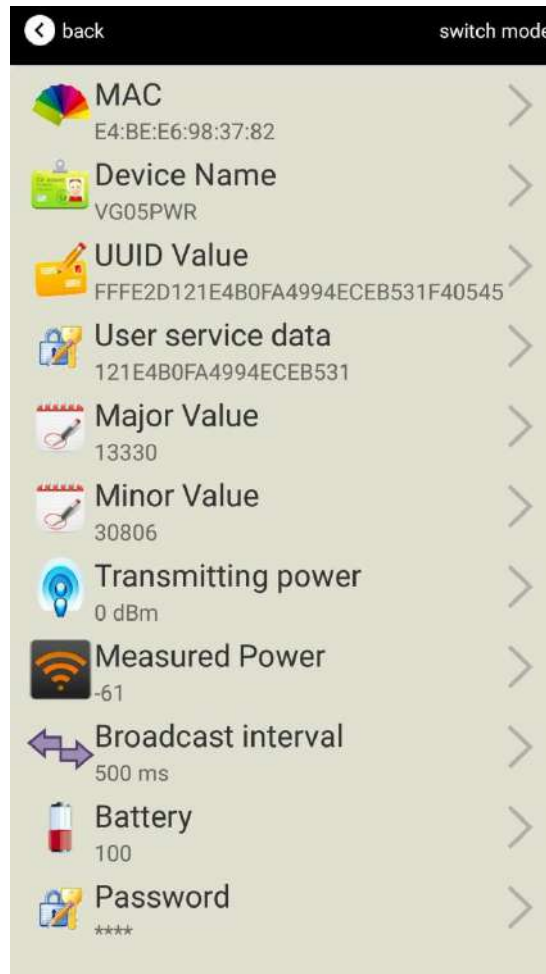 back
switch mode
MAC
E4:BE:E6:98:37:82
Device Name
VG05PWR
UUID Value
FFFE2D121E4B0FA4994ECEB531F40545
User service data
121E4B0FA4994ECEB531
Major Value
13330
Minor Value
30806
Transmitting power
0 dBm
Measured Power
-61
Broadcast interval
500 ms
Battery
100
Password
****